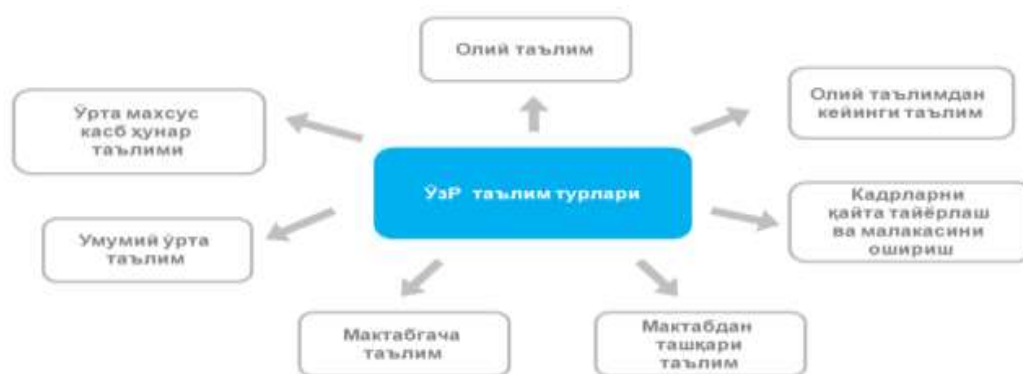 Олий таълим
Ўрта махсус
касб ҳунар
таълими
Олий таълимдан
кейинги таълим
ЎзР таълим турлари
Умумий ўрта
таълим
Кадрларни
қайта тайёрлаш
ва малакасини
ошириш
Мактабгача
таълим
Мактабдан
ташқари
таълим